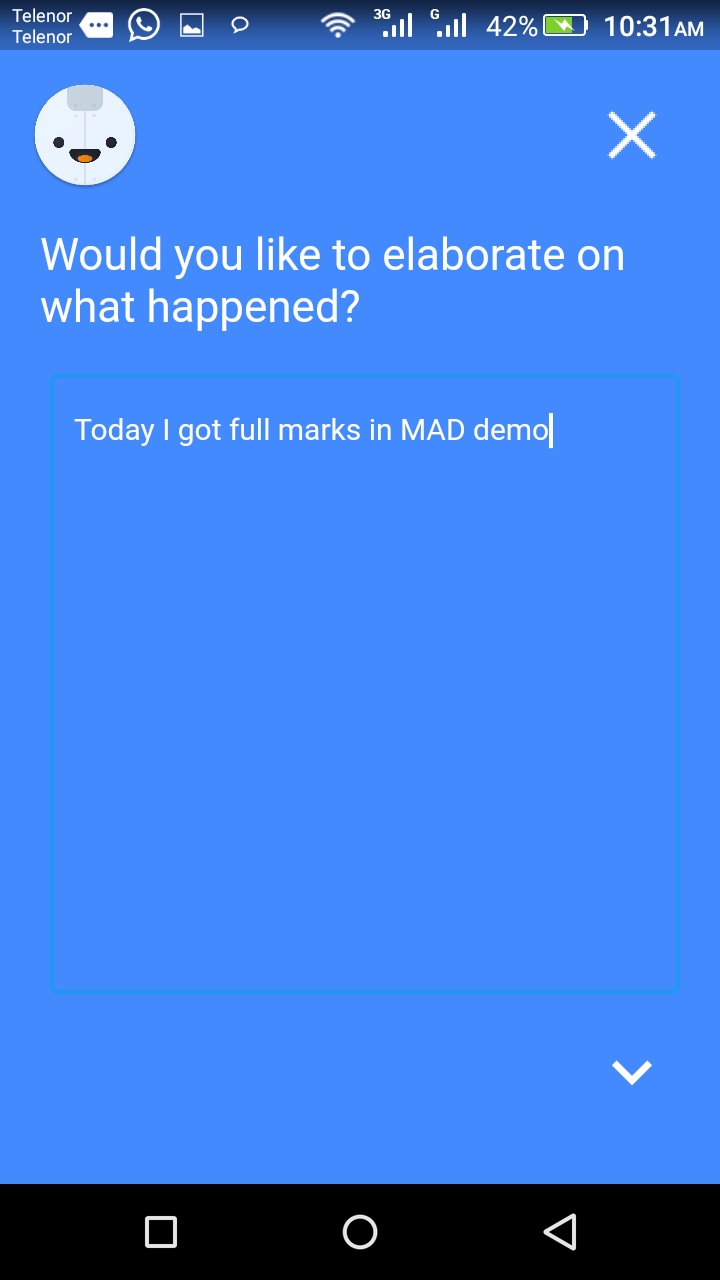 Telenor
Telenor
3G
G
42%
10:31AM
Would you like to elaborate on
what happened?
Today I got full marks in MAD demo